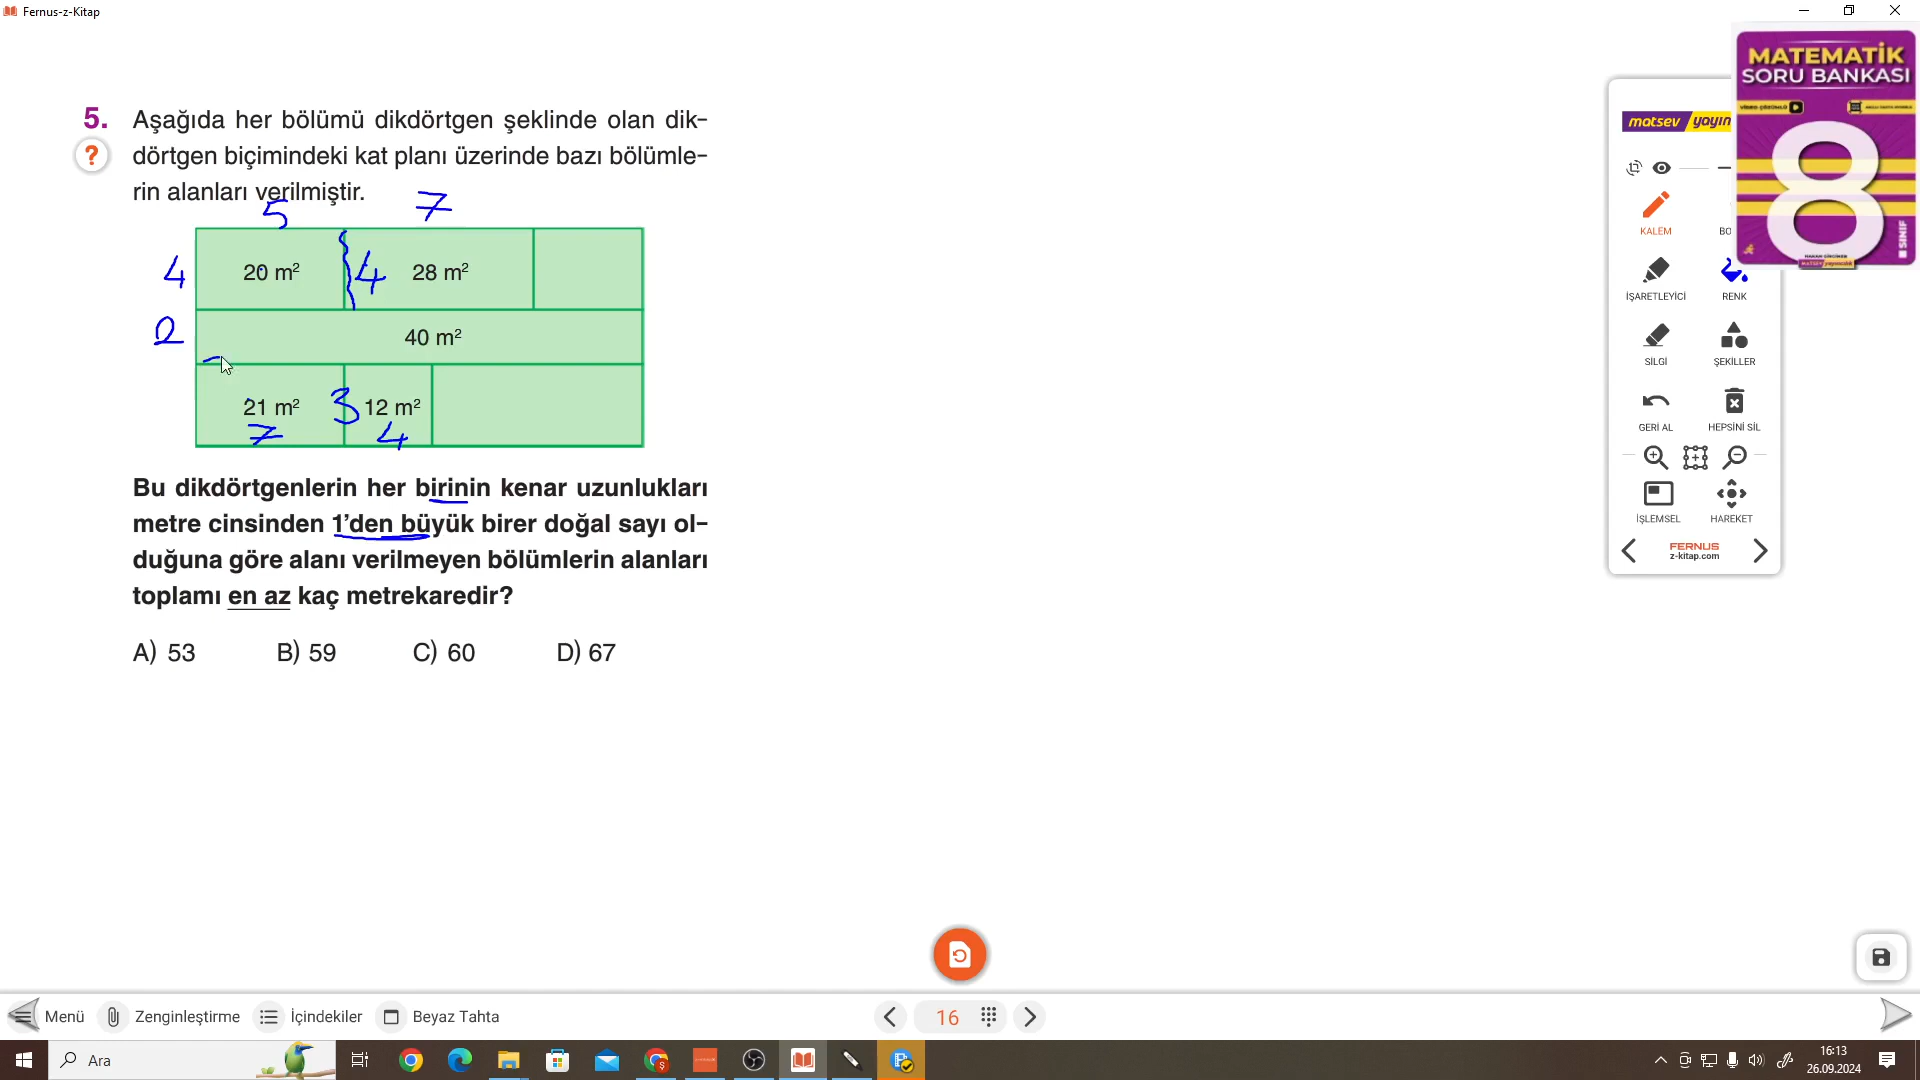 Fernus-z-Kitap
MATEMATİK
SORU BANKASI
VİDEO ÇÖZÜMLÜ
8
SINIF
matsev yayın
5. Aşağıda her bölümü dikdörtgen şeklinde olan dik-
? dörtgen biçimindeki kat planı üzerinde bazı bölümle-
rin alanları verilmiştir.
5 7
4 20 m² 4 28 m²
2 40 m²
21 m² 3 12 m²
7 4
Bu dikdörtgenlerin her birinin kenar uzunlukları
metre cinsinden 1’den büyük birer doğal sayı ol-
duğuna göre alanı verilmeyen bölümlerin alanları
toplamı en az kaç metrekaredir?
A) 53 B) 59 C) 60 D) 67
KALEM BO
İŞARETLEYİCİ RENK
SİLGİ ŞEKİLLER
GERİ AL HEPSİNİ SİL
İŞLEMSEL HAREKET
FERNUS
z-kitap.com
Menü Zenginleştirme İçindekiler Beyaz Tahta 16
Ara
16:13
26.09.2024